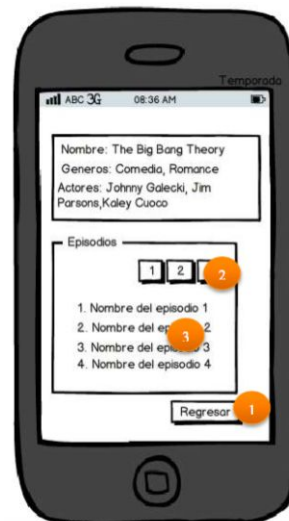 Temporada
ABC 3G 08:36 AM
Nombre: The Big Bang Theory
Generos: Comedia, Romance
Actores: Johnny Galecki, Jim
Parsons,Kaley Cuoco
Episodios
1 2 2
1. Nombre del episodio 1
2. Nombre del 2
3
3. Nombre del 3
4. Nombre del episodio 4
Regresar 1